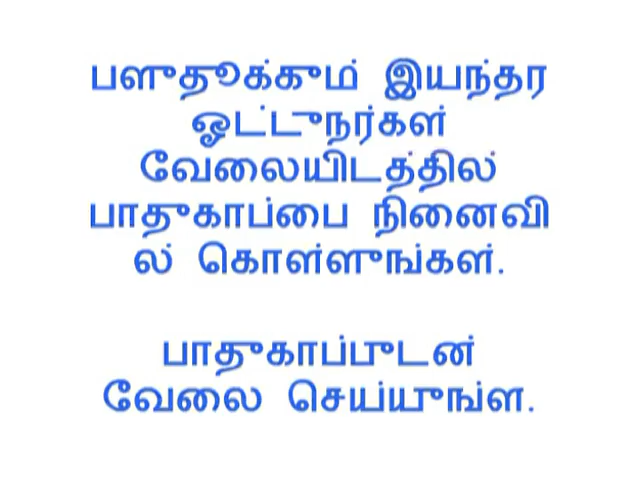 பளுதூக்கும் இயந்தர
ஓட்டுநர்கள்
வேலையிடத்தில்
பாதுகாப்பை நினைவி
ல் கொள்ளுங்கள்.
பாதுகாப்புடன்
வேலை செய்யுங்ள.